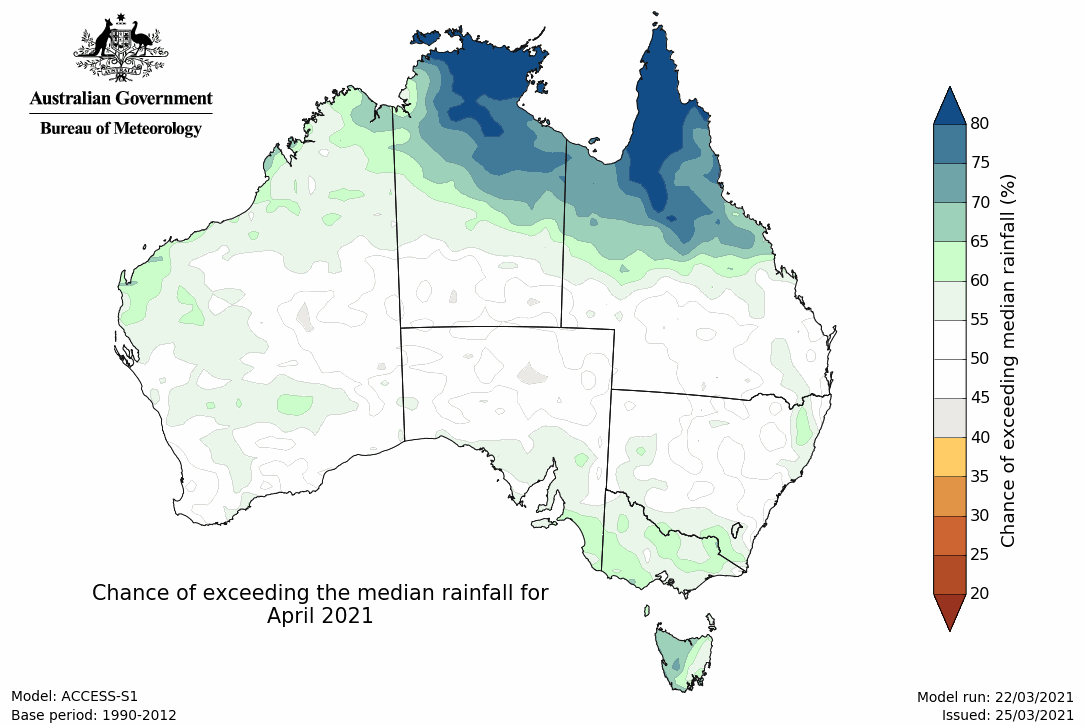 Australian Government
Bureau of Meteorology
80
75
70
65
60
55
50
45
40
35
30
25
20
Chance of exceeding median rainfall (%)
Chance of exceeding the median rainfall for
April 2021
Model: ACCESS-S1
Base period: 1990-2012
Model run: 22/03/2021
Issued: 25/03/2021